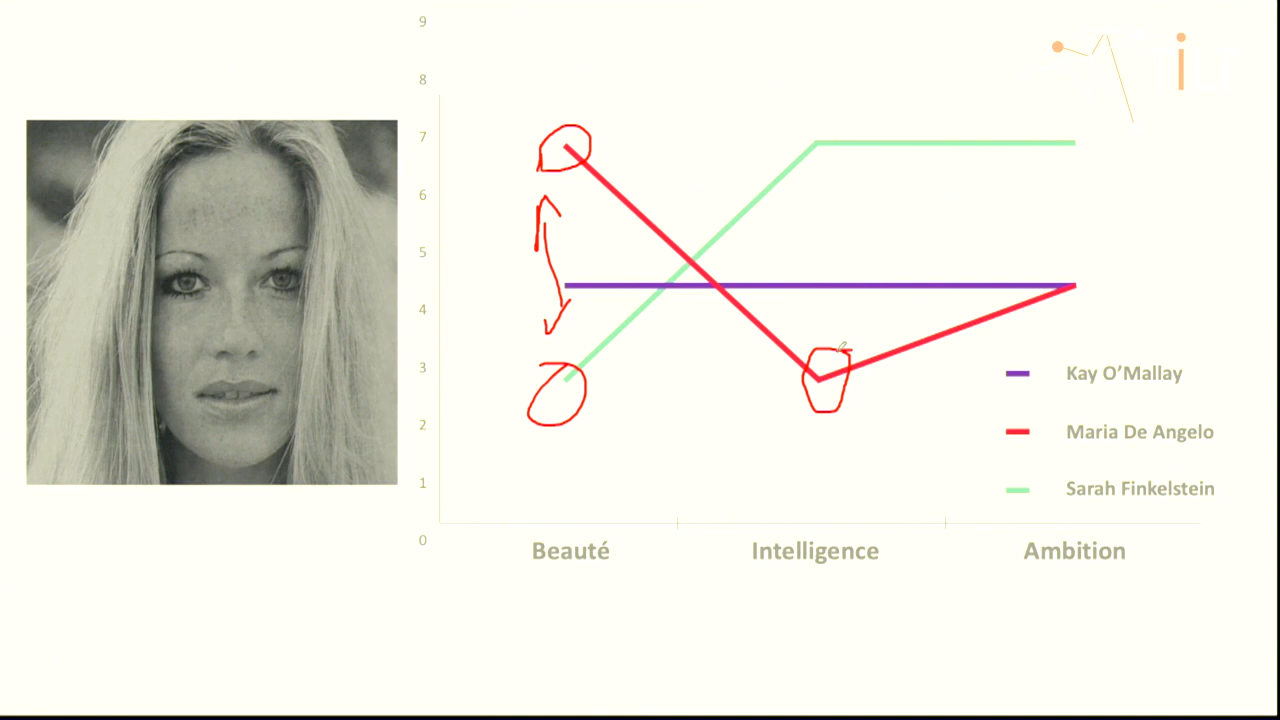 9
8
7
6
5
4
3
2
1
0
Kay O’Mallay
Maria De Angelo
Sarah Finkelstein
Beauté Intelligence Ambition